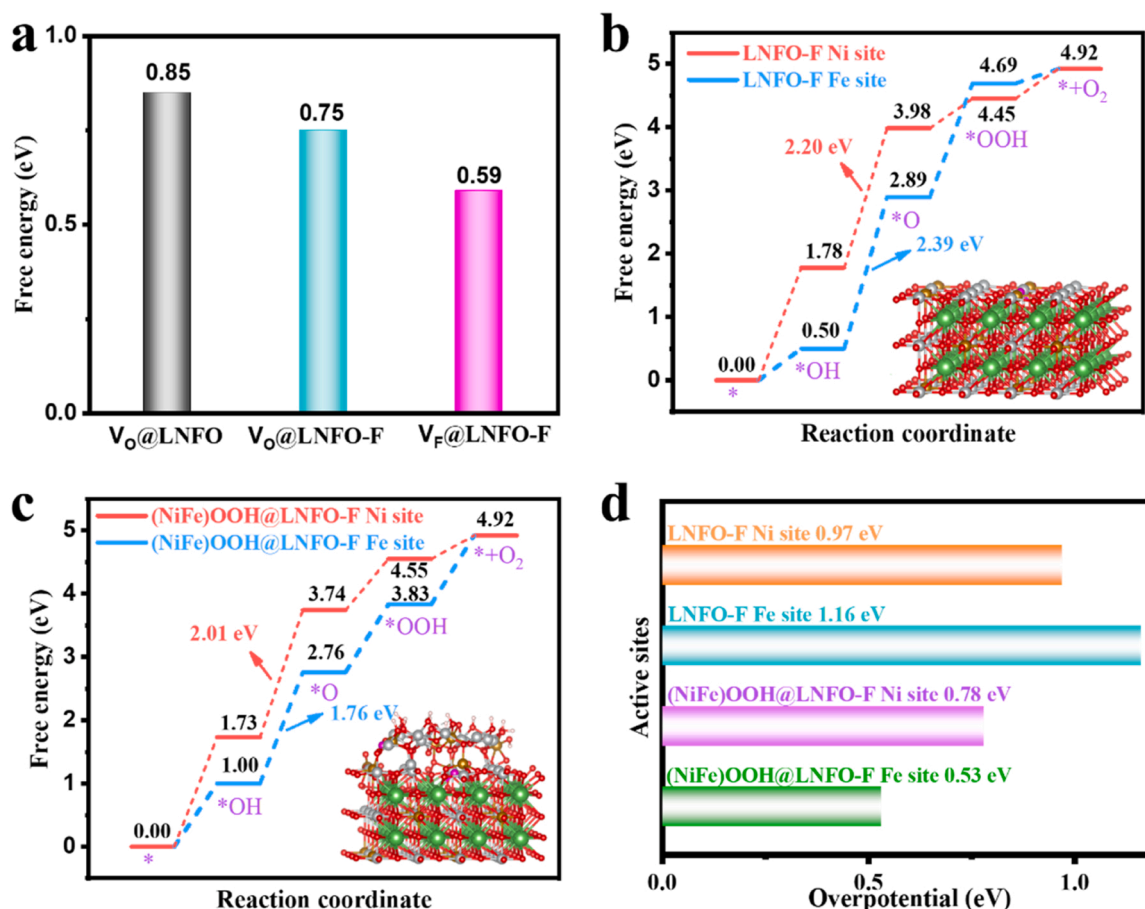 a
Free energy (eV)
1.0
0.5
0.0
0.85
0.75
0.59
V_O@LNFO
V_O@LNFO-F
V_F@LNFO-F
b
Free energy (eV)
5
4
3
2
1
0
LNFO-F Ni site
LNFO-F Fe site
4.92
*+O₂
4.69
4.45
*OOH
3.98
2.20 eV
2.89
*O
2.39 eV
1.78
0.50
*OH
0.00
*
Reaction coordinate
c
Free energy (eV)
5
4
3
2
1
0
(NiFe)OOH@LNFO-F Ni site
(NiFe)OOH@LNFO-F Fe site
4.92
*+O₂
4.55
3.83
*OOH
3.74
2.01 eV
2.76
*O
1.76 eV
1.73
1.00
*OH
0.00
*
Reaction coordinate
d
Active sites
LNFO-F Ni site 0.97 eV
LNFO-F Fe site 1.16 eV
(NiFe)OOH@LNFO-F Ni site 0.78 eV
(NiFe)OOH@LNFO-F Fe site 0.53 eV
0.0
0.5
1.0
Overpotential (eV)